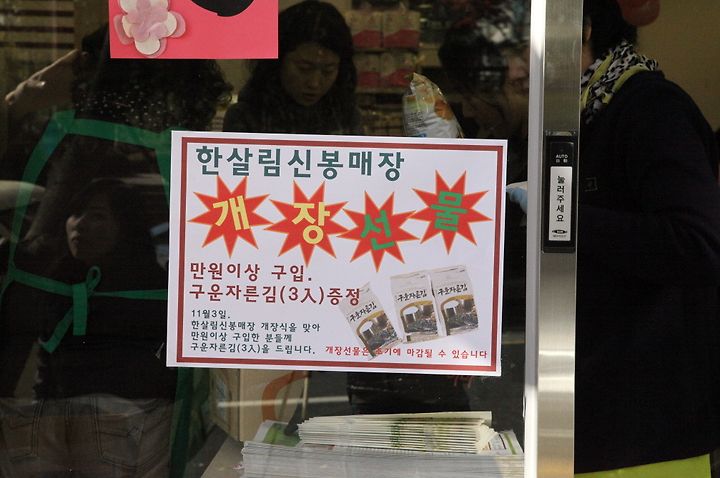 한살림신봉매장
개장선물
만원이상 구입.
구운자른김(3入)증정
11월3일.
한살림신봉매장 개장식을 맞아
만원이상 구입한 분들께
구운자른김(3入)을 드립니다. 개장선물은 조기에 마감될 수 있습니다
구운자른김
구운자른김
구운자른김
AUTO
자동
눌러주세요